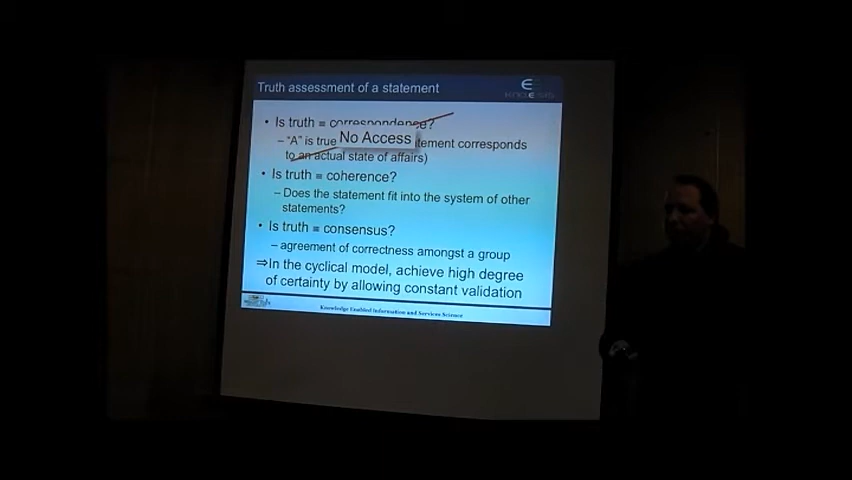 Truth assessment of a statement
• Is truth = correspondence?
– "A" is true No Access tement corresponds
to an actual state of affairs)
• Is truth = coherence?
– Does the statement fit into the system of other
statements?
• Is truth = consensus?
– agreement of correctness amongst a group
⇒In the cyclical model, achieve high degree
of certainty by allowing constant validation
Knowledge Enabled Information and Services Science